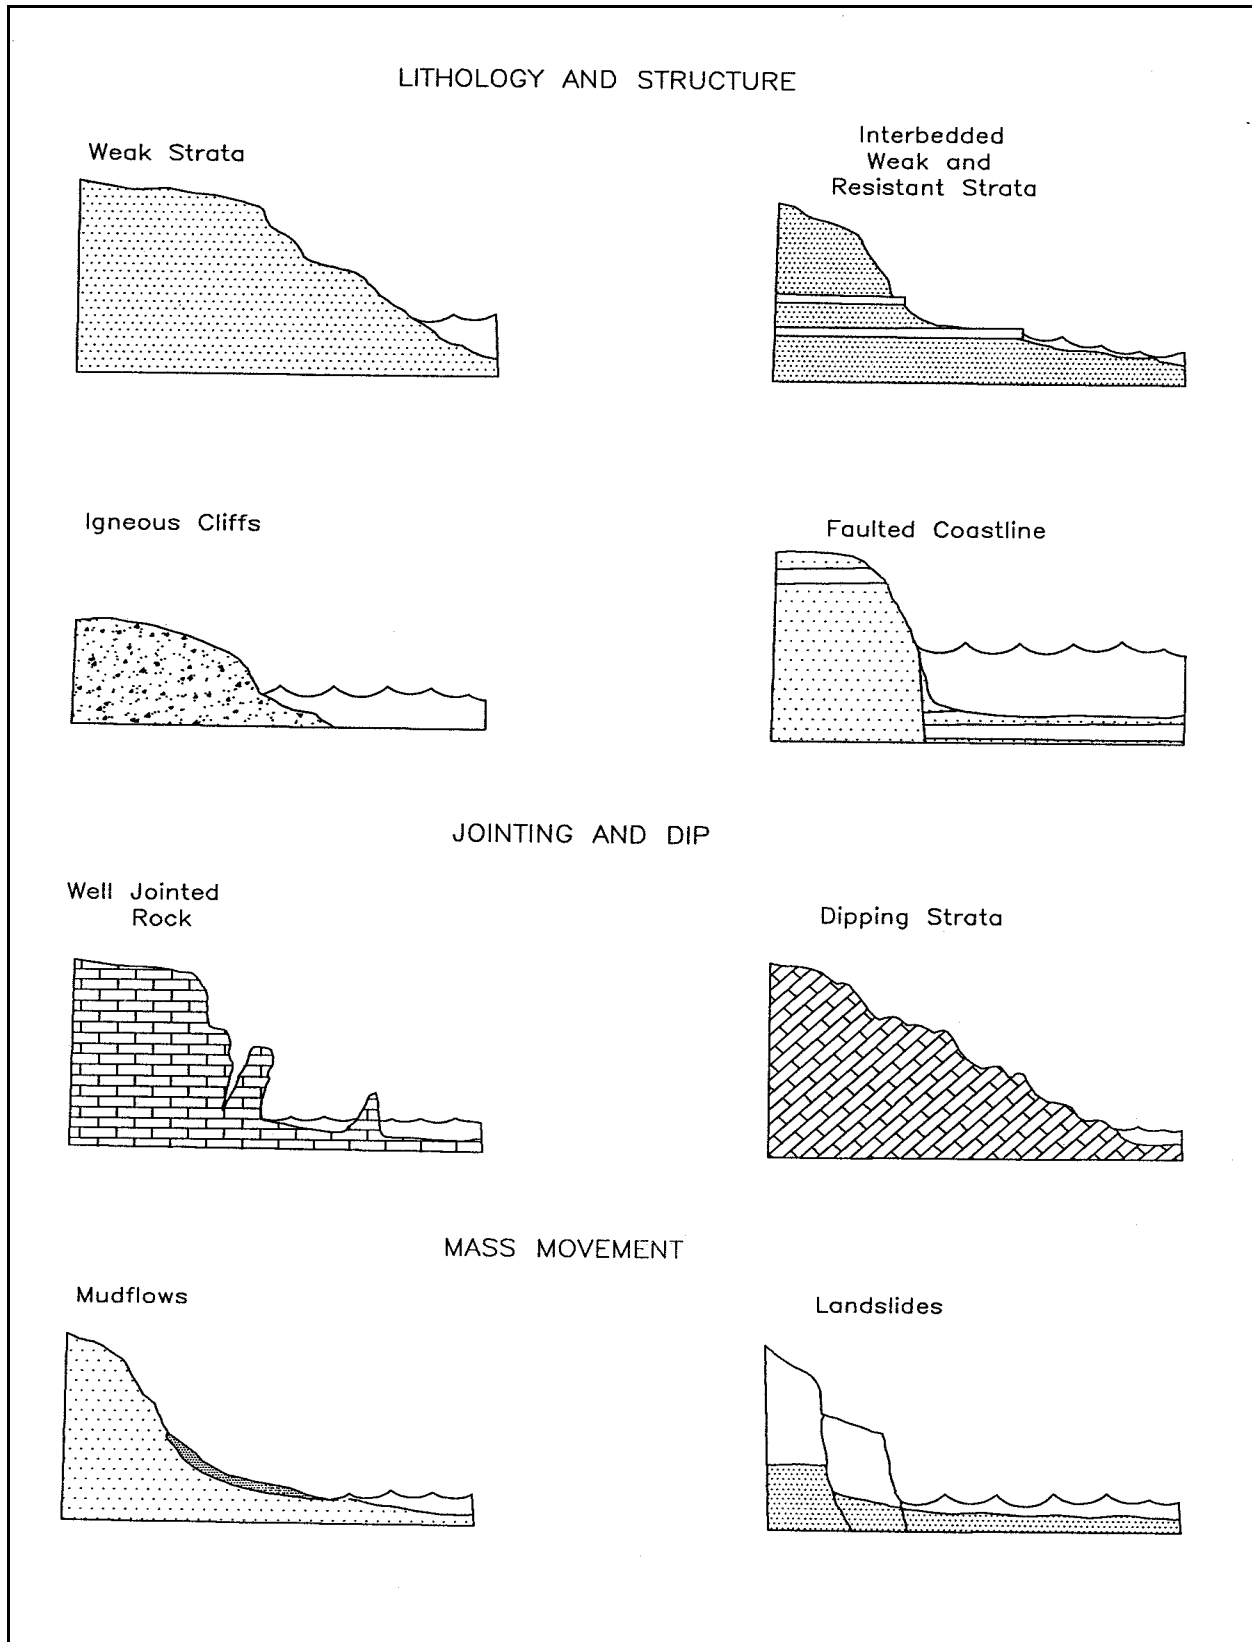 LITHOLOGY AND STRUCTURE
Weak Strata
Interbedded
Weak and
Resistant Strata
Igneous Cliffs
Faulted Coastline
JOINTING AND DIP
Well Jointed
Rock
Dipping Strata
MASS MOVEMENT
Mudflows
Landslides